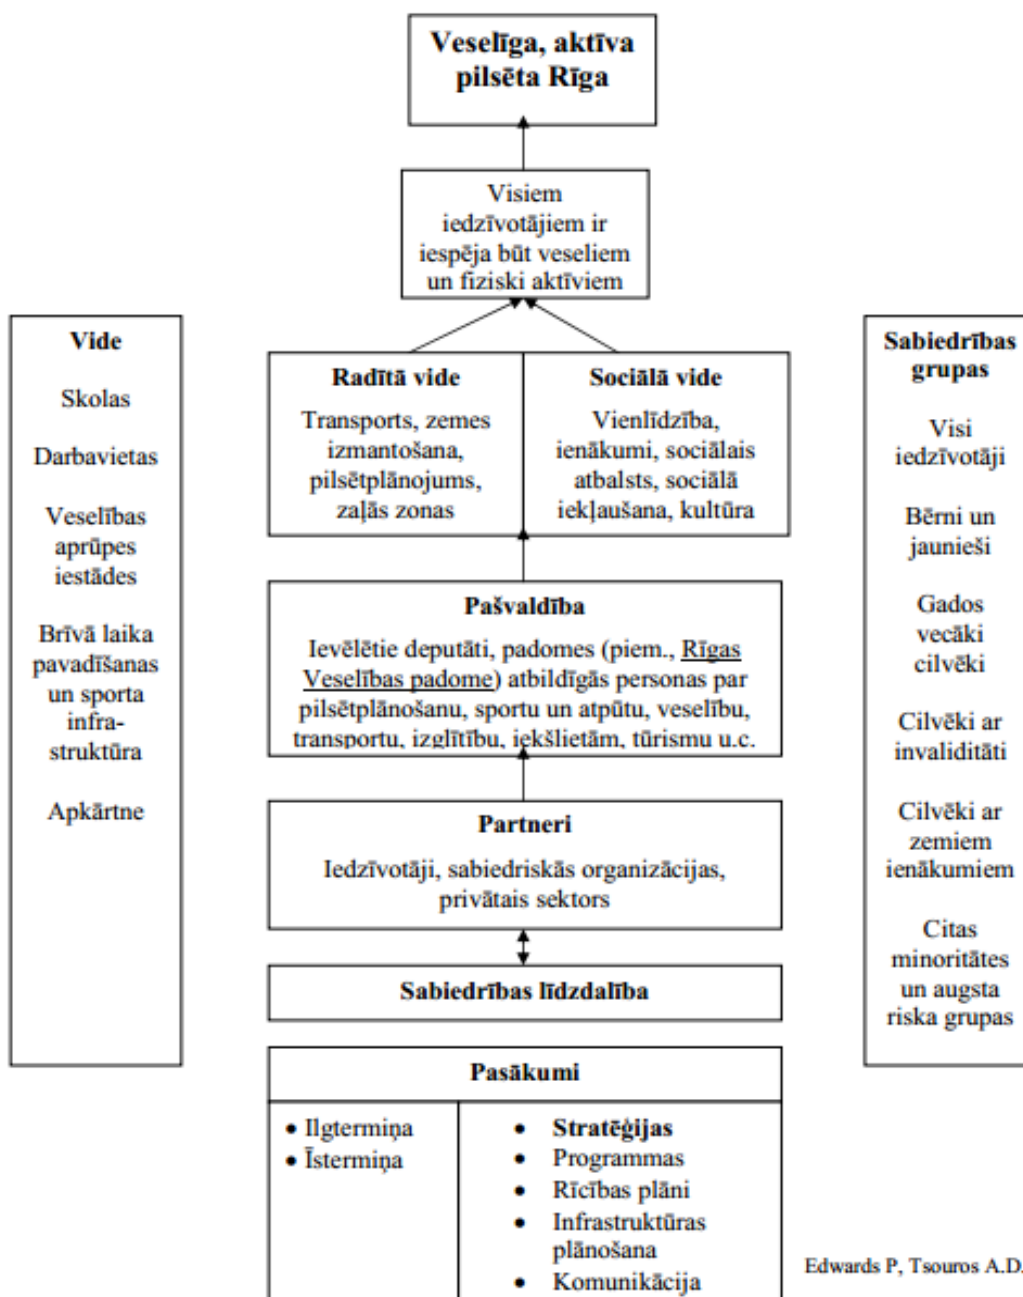 Veselīga, aktīva
pilsēta Rīga
Visiem
iedzīvotājiem ir
iespēja būt veseliem
un fiziski aktīviem
Vide
Skolas
Darbavietas
Veselības
aprūpes
iestādes
Brīvā laika
pavadīšanas
un sporta
infra-
struktūra
Apkārtne
Radītā vide
Transports, zemes
izmantošana,
pilsētplānojums,
zaļās zonas
Sociālā vide
Vienlīdzība,
ienākumi, sociālais
atbalsts, sociālā
iekļaušana, kultūra
Pašvaldība
Ievēlētie deputāti, padomes (piem., Rīgas
Veselības padome) atbildīgās personas par
pilsētplānošanu, sportu un atpūtu, veselību,
transportu, izglītību, iekšlietām, tūrismu u.c.
Partneri
Iedzīvotāji, sabiedriskās organizācijas,
privātais sektors
Sabiedrības līdzdalība
Pasākumi
• Ilgtermiņa
• Īstermiņa
• Stratēģijas
• Programmas
• Rīcības plāni
• Infrastruktūras
plānošana
• Komunikācija
Sabiedrības
grupas
Visi
iedzīvotāji
Bērni un
jaunieši
Gados
vecāki
cilvēki
Cilvēki ar
invaliditāti
Cilvēki ar
zemiem
ienākumiem
Citas
minoritātes
un augsta
riska grupas
Edwards P, Tsouros A.D.